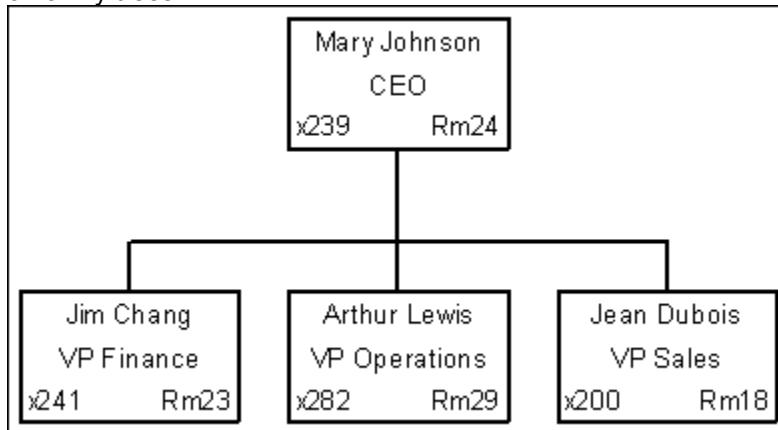 Mary Johnson
CEO
x239 Rm24
Jim Chang
VP Finance
x241 Rm23
Arthur Lewis
VP Operations
x282 Rm29
Jean Dubois
VP Sales
x200 Rm18